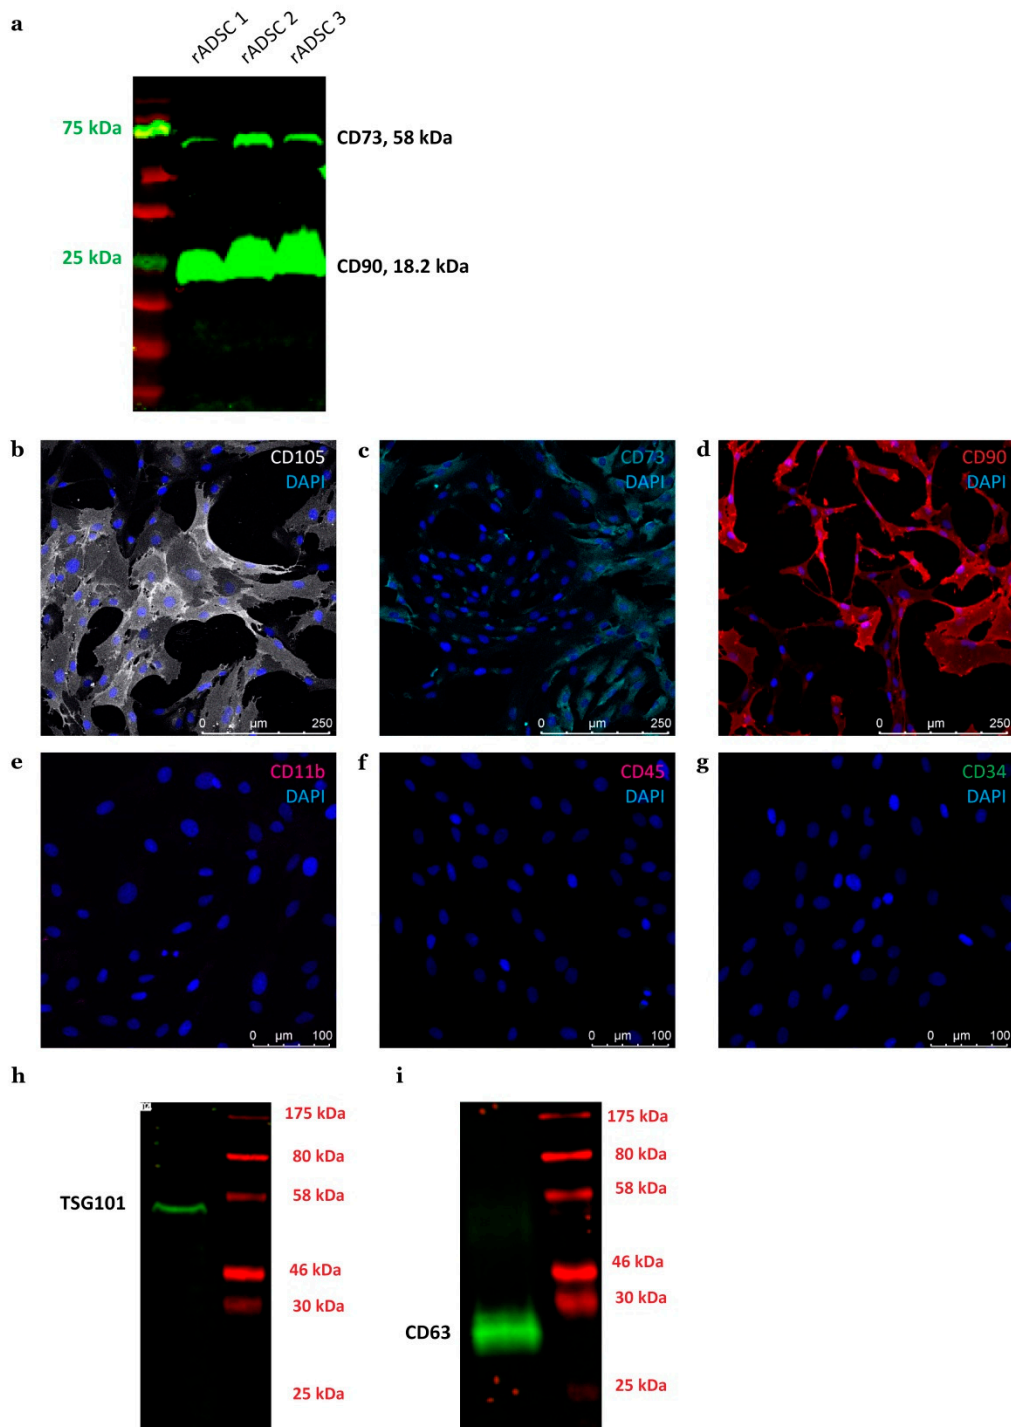 a
rADSC 1
rADSC 2
rADSC 3
75 kDa
CD73, 58 kDa
25 kDa
CD90, 18.2 kDa
b
CD105
DAPI
0 µm 250
c
CD73
DAPI
0 µm 250
d
CD90
DAPI
0 µm 250
e
CD11b
DAPI
0 µm 100
f
CD45
DAPI
0 µm 100
g
CD34
DAPI
0 µm 100
h
175 kDa
80 kDa
58 kDa
TSG101
46 kDa
30 kDa
25 kDa
i
175 kDa
80 kDa
58 kDa
46 kDa
30 kDa
CD63
25 kDa